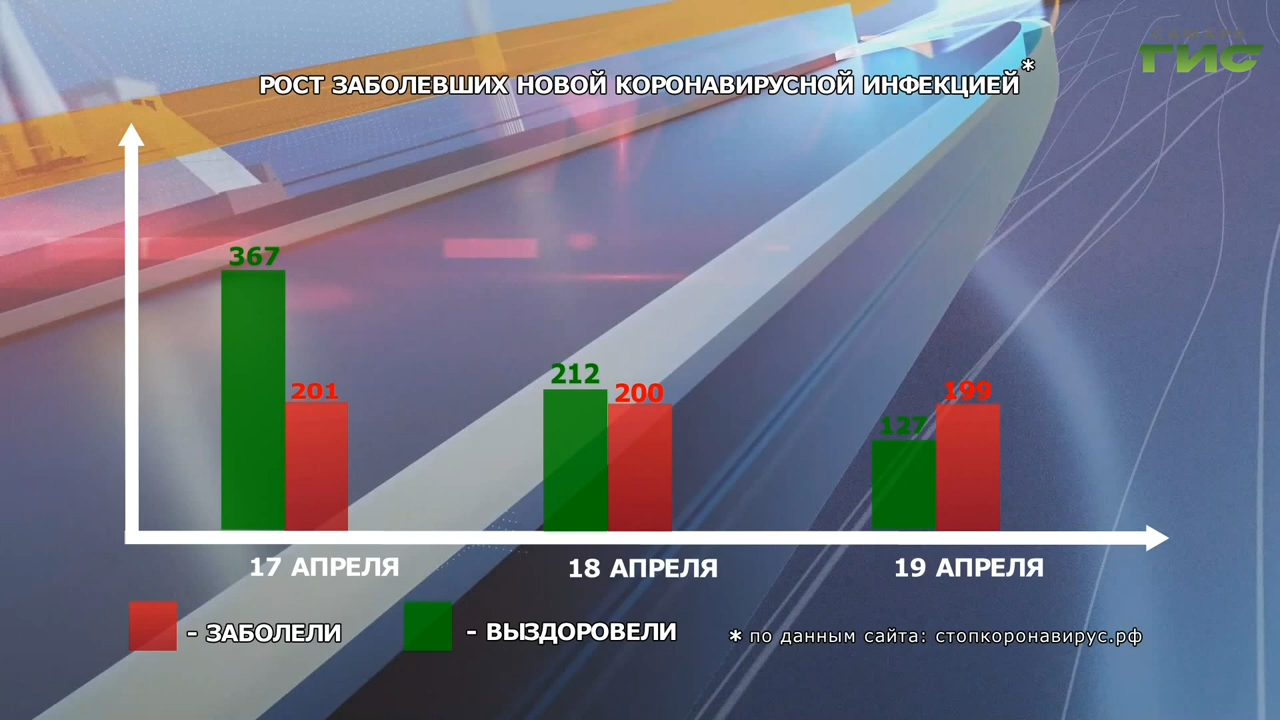 САМАРА
ГИС
РОСТ ЗАБОЛЕВШИХ НОВОЙ КОРОНАВИРУСНОЙ ИНФЕКЦИЕЙ*
367
201
212
200
127
199
17 АПРЕЛЯ
18 АПРЕЛЯ
19 АПРЕЛЯ
- ЗАБОЛЕЛИ
- ВЫЗДОРОВЕЛИ
* по данным сайта: стопкоронавирус.рф